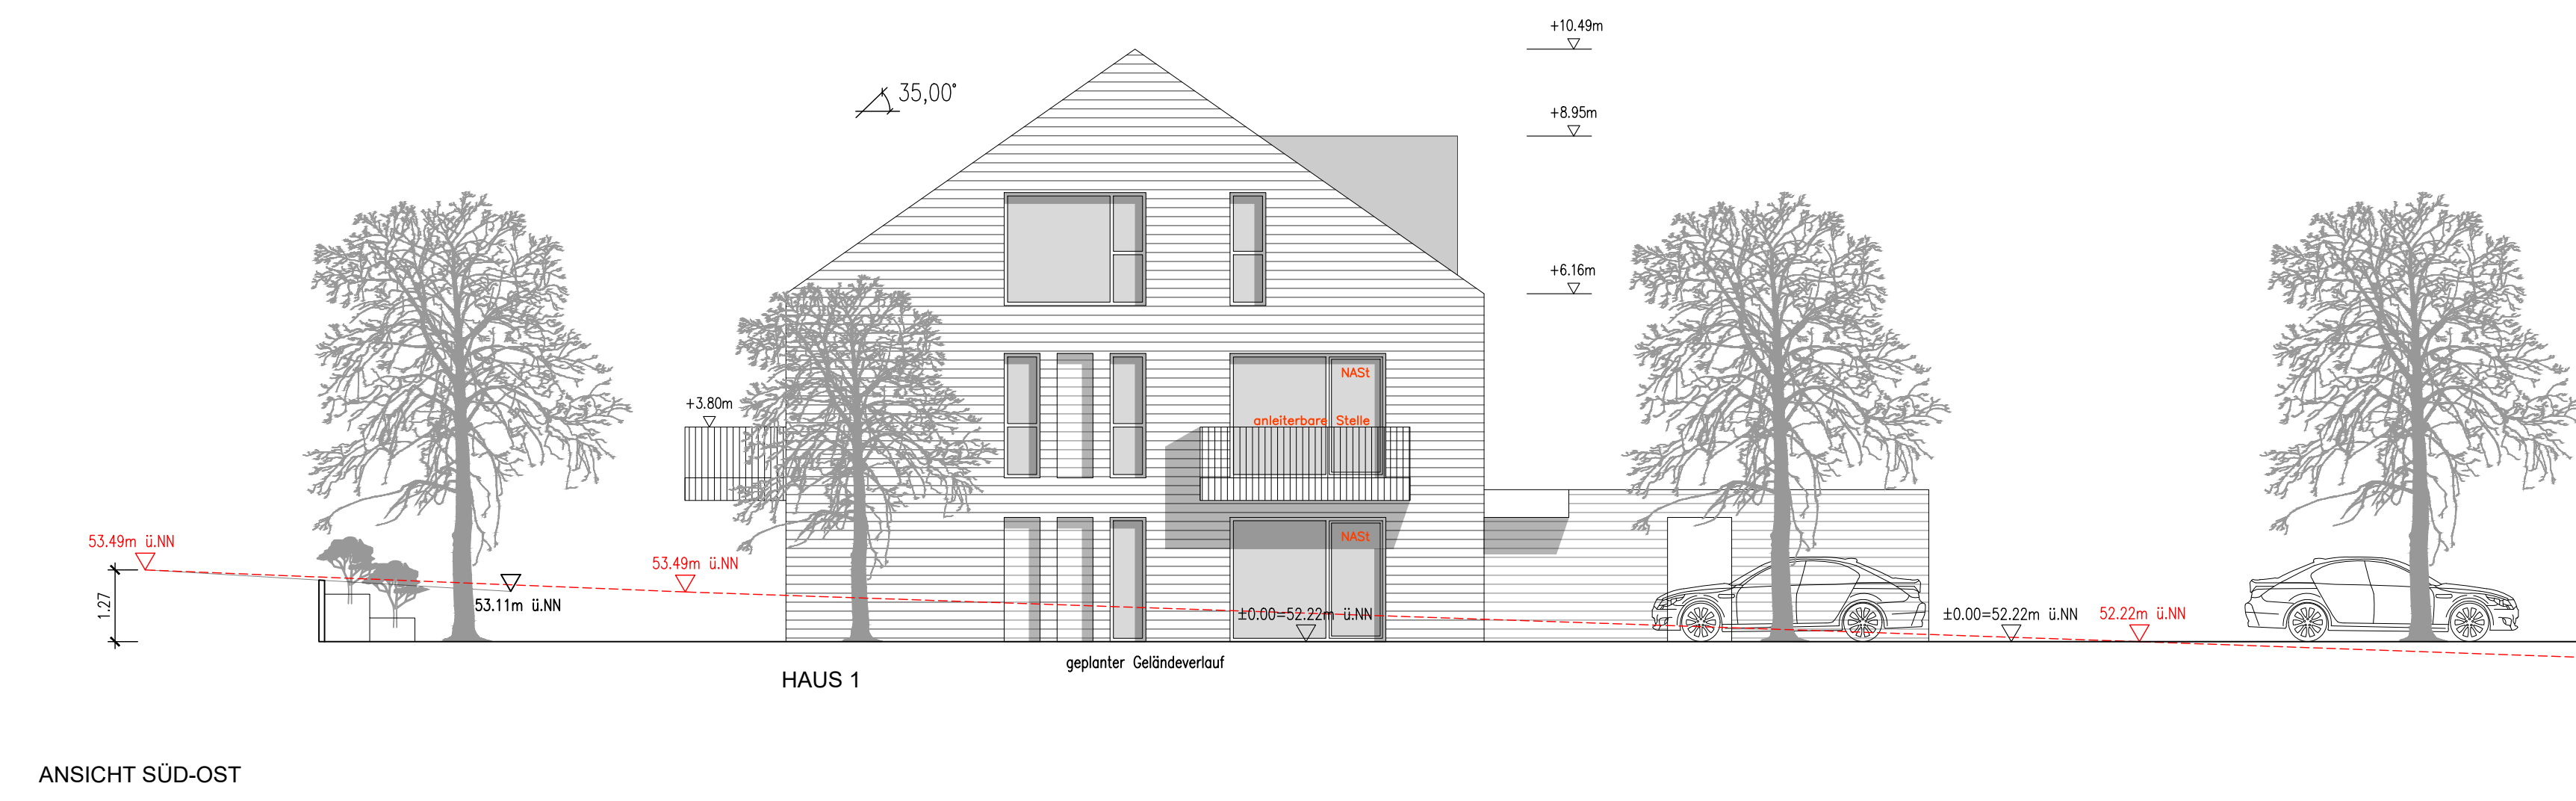 +10.49m
35,00°
+8.95m
+6.16m
NASt
+3.80m
anleiterbare Stelle
53.49m ü.NN
53.49m ü.NN
NASt
1.27
53.11m ü.NN
±0.00=52.22m ü.NN
±0.00=52.22m ü.NN
52.22m ü.NN
geplanter Geländeverlauf
HAUS 1
ANSICHT SÜD-OST